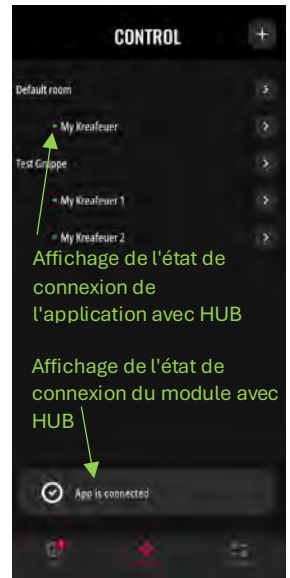 CONTROL +
Default room
My Kreafeuer
Test Gruppe
My Kreafeuer 1
My Kreafeuer 2
Affichage de l'état de
connexion de
l'application avec HUB
Affichage de l'état de
connexion du module avec
HUB
App is connected